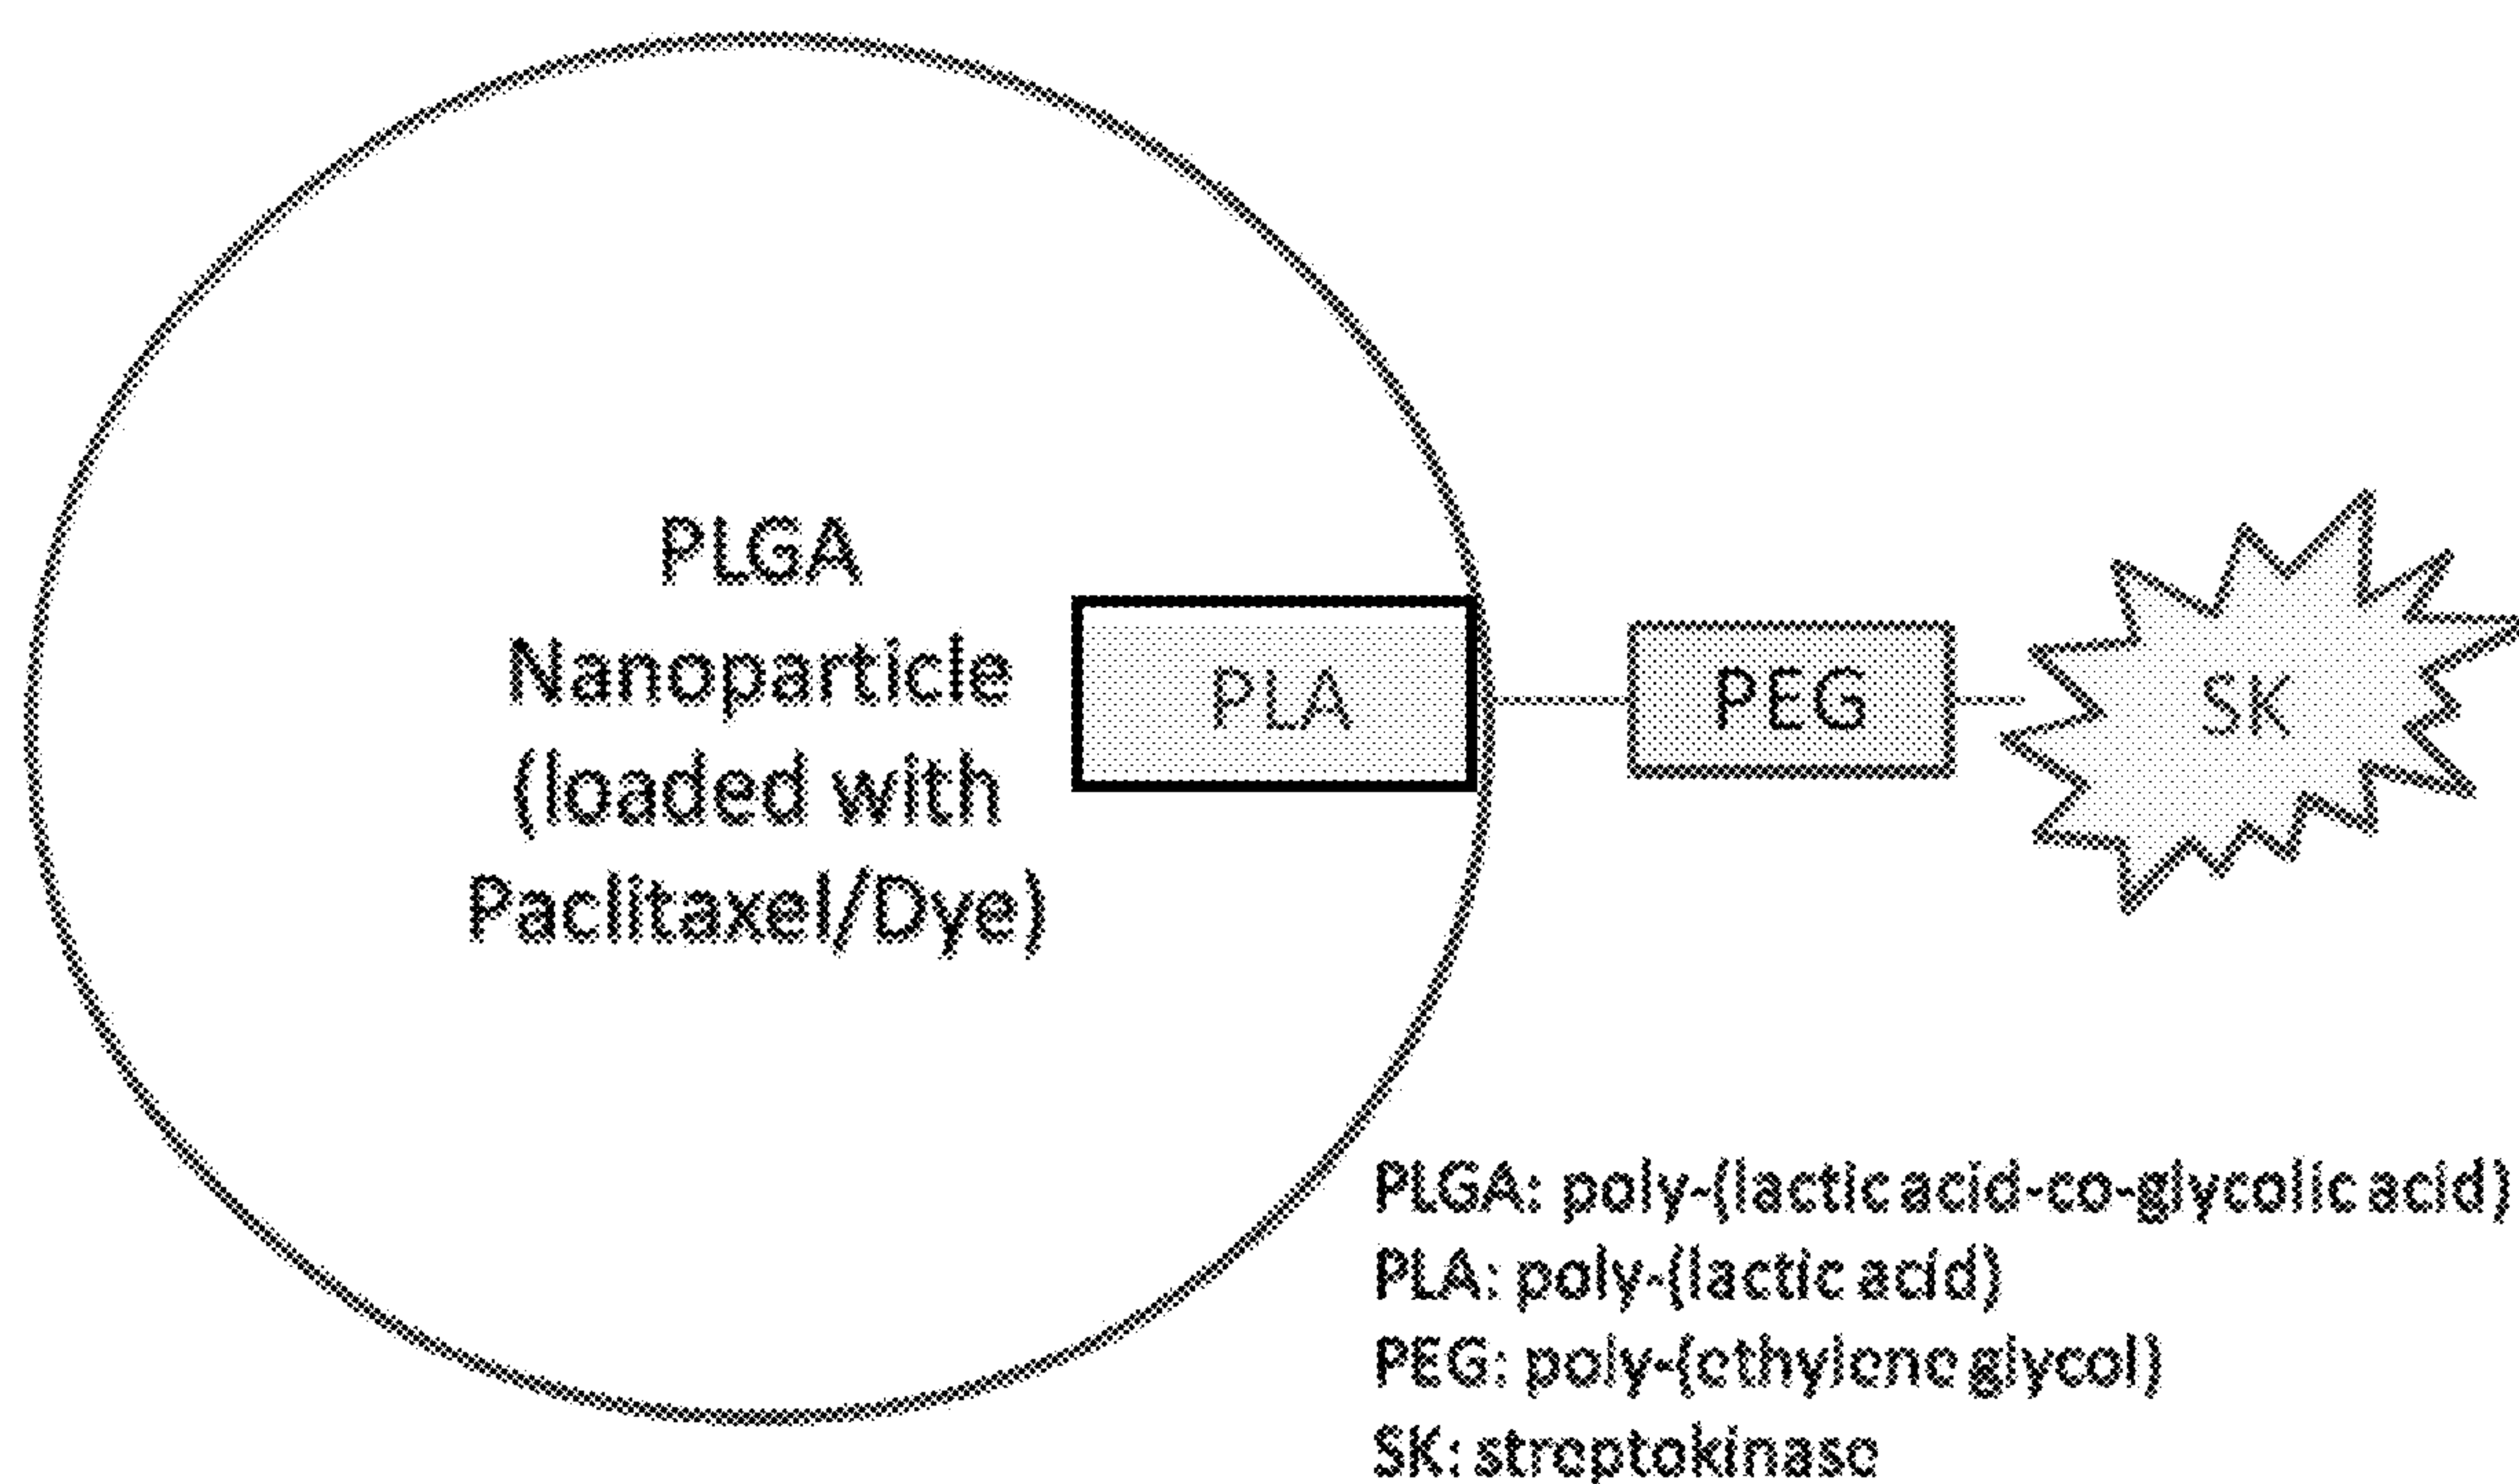 PLGA
Nanoparticle
(loaded with
Paclitaxel/Dye)
PLA
PEG
SK
PLGA: poly-(lactic acid-co-glycolic acid)
PLA: poly-(lactic acid)
PEG: poly-(ethylene glycol)
SK: streptokinase